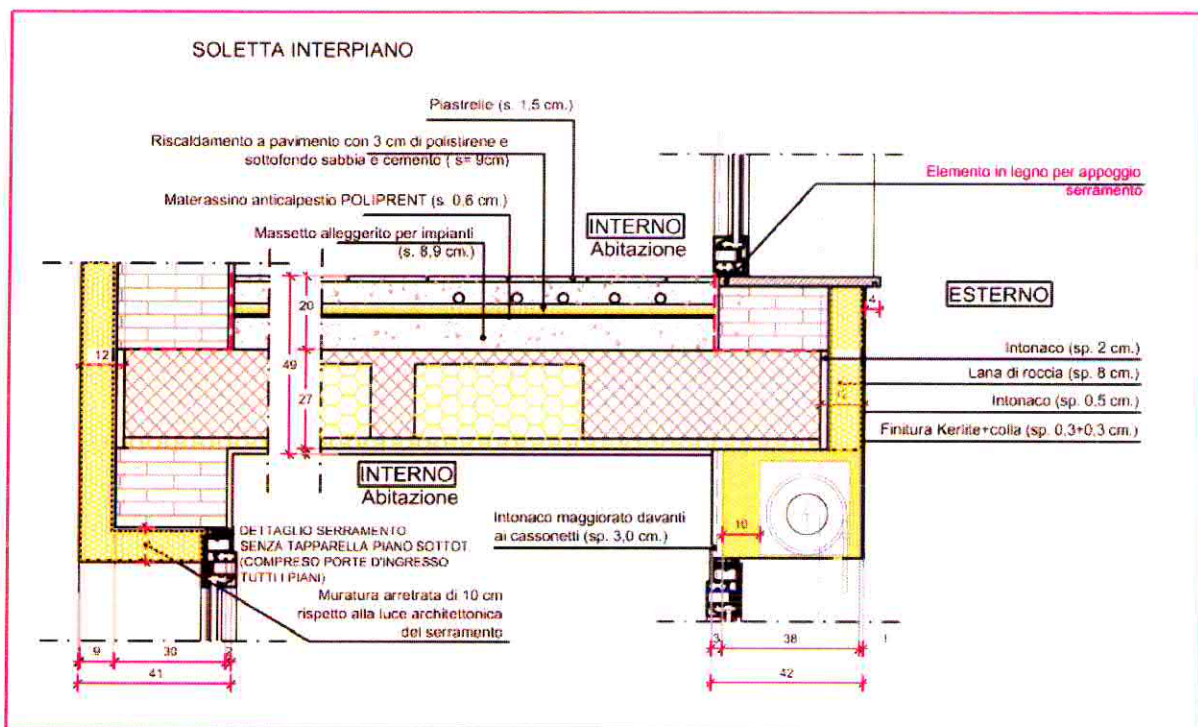 SOLETTA INTERPIANO
Piastrelle (s. 1,5 cm.)
Riscaldamento a pavimento con 3 cm di polistirene e
sottofondo sabbia e cemento ( s= 9cm)
Materassino anticalpestio POLIPRENT (s. 0,6 cm.)
Massetto alleggerito per impianti
(s. 8,9 cm.)
INTERNO
Abitazione
Elemento in legno per appoggio
serramento
ESTERNO
4
12
20
49
27
12
Intonaco (sp. 2 cm.)
Lana di roccia (sp. 8 cm.)
Intonaco (sp. 0,5 cm.)
Finitura Kerlite+colla (sp. 0,3+0,3 cm.)
INTERNO
Abitazione
DETTAGLIO SERRAMENTO
SENZA TAPPARELLA PIANO SOTTOT.
(COMPRESO PORTE D'INGRESSO
TUTTI I PIANI)
Intonaco maggiorato davanti
ai cassonetti (sp. 3,0 cm.)
10
Muratura arretrata di 10 cm
rispetto alla luce architettonica
del serramento
9 30 2
41
3 38 1
42